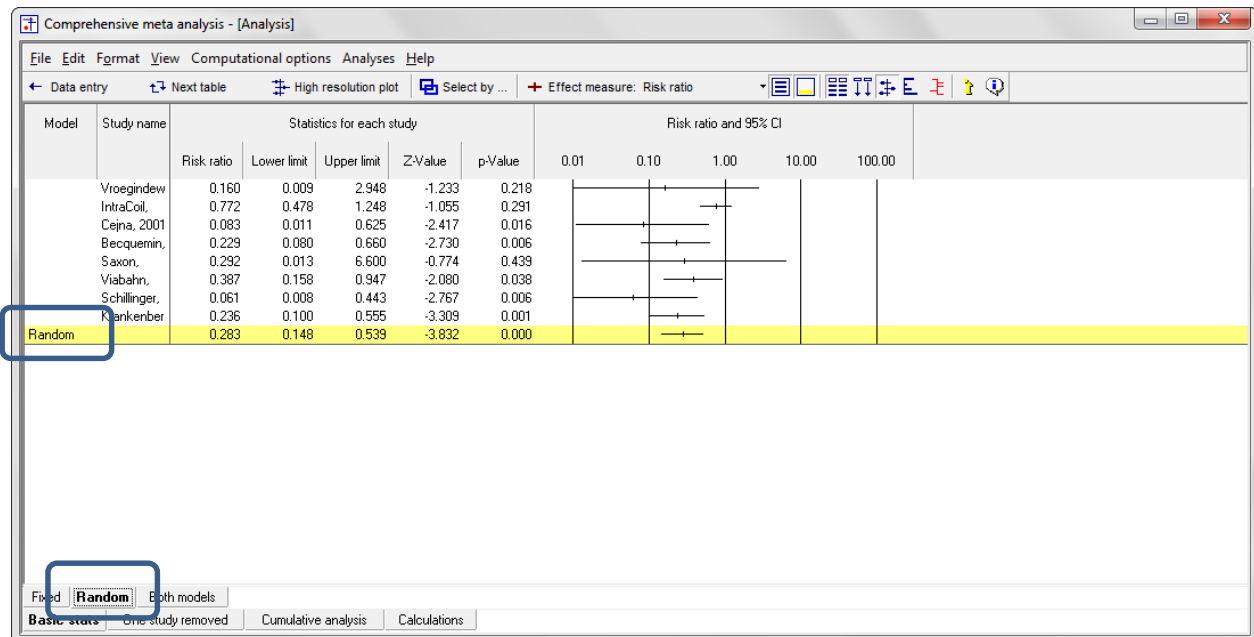 Comprehensive meta analysis - [Analysis]
File Edit Format View Computational options Analyses Help
Data entry Next table High resolution plot Select by ... Effect measure: Risk ratio
Model Study name Statistics for each study Risk ratio and 95% CI
Risk ratio Lower limit Upper limit Z-Value p-Value 0.01 0.10 1.00 10.00 100.00
Vroegindew 0.160 0.009 2.948 -1.233 0.218
IntraCoil, 0.772 0.478 1.248 -1.055 0.291
Cejna, 2001 0.083 0.011 0.625 -2.417 0.016
Becquemin, 0.229 0.080 0.660 -2.730 0.006
Saxon, 0.292 0.013 6.600 -0.774 0.439
Viabahn, 0.387 0.158 0.947 -2.080 0.038
Schillinger, 0.061 0.008 0.443 -2.767 0.006
Krankenber 0.236 0.100 0.555 -3.309 0.001
Random 0.283 0.148 0.539 -3.832 0.000
Fixed Random Both models
Basic stats One study removed Cumulative analysis Calculations